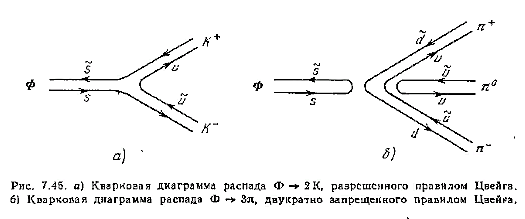 K⁺
s̃
u
Φ
s
ũ
K⁻
а)
π⁺
d̃
u
s̃
ũ
Φ
π⁰
s
u
ũ
d
π⁻
б)
Рис. 7.45. а) Кварковая диаграмма распада Φ → 2K, разрешенного правилом Цвейга.
б) Кварковая диаграмма распада Φ → 3π, двукратно запрещенного правилом Цвейга,